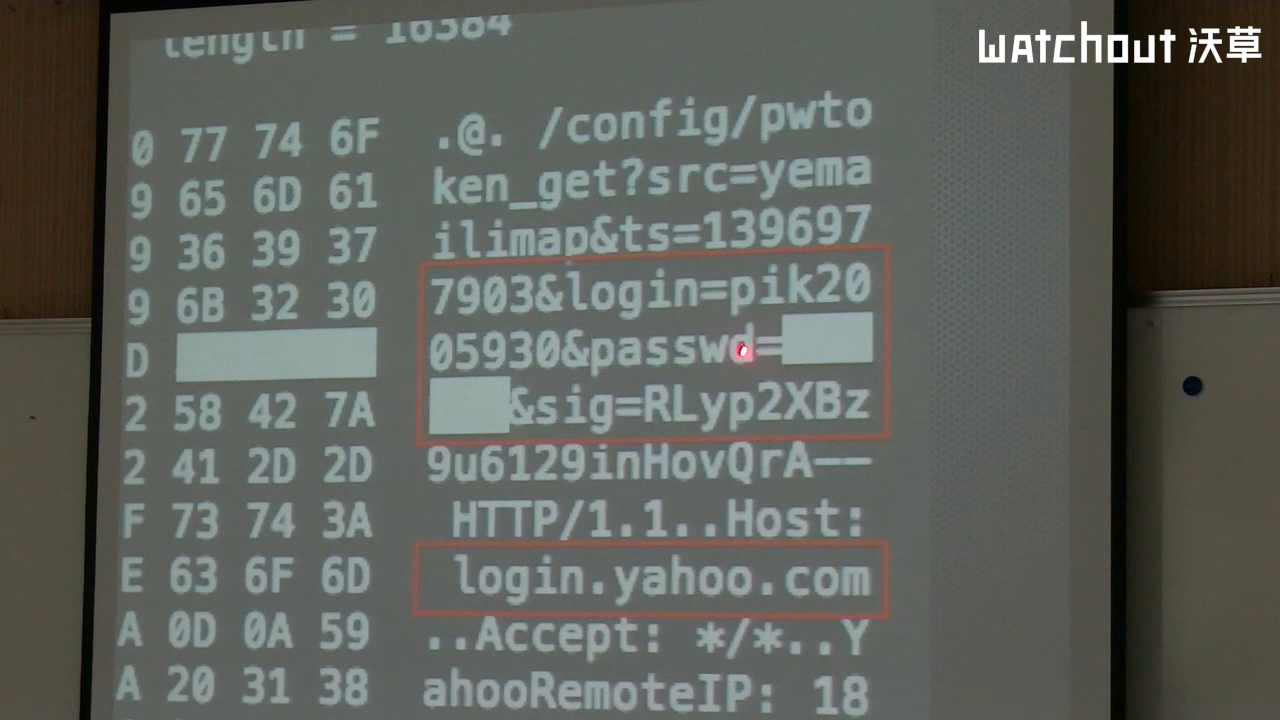 WATCHOUT 沃草
length = 16384
0 77 74 6F .@. /config/pwto
9 65 6D 61 ken_get?src=yema
9 36 39 37 ilimap&ts=139697
9 6B 32 30 7903&login=pik20
D 05930&passwd=
2 58 42 7A &sig=RLyp2XBz
2 41 2D 2D 9u6129inHovQrA--
F 73 74 3A HTTP/1.1..Host:
E 63 6F 6D login.yahoo.com
A 0D 0A 59 ..Accept: */*..Y
A 20 31 38 ahooRemoteIP: 18